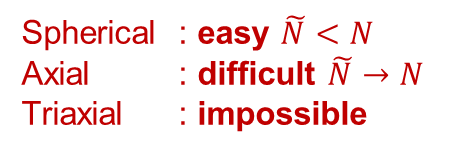 Spherical : easy Ñ < N
Axial : difficult Ñ → N
Triaxial : impossible